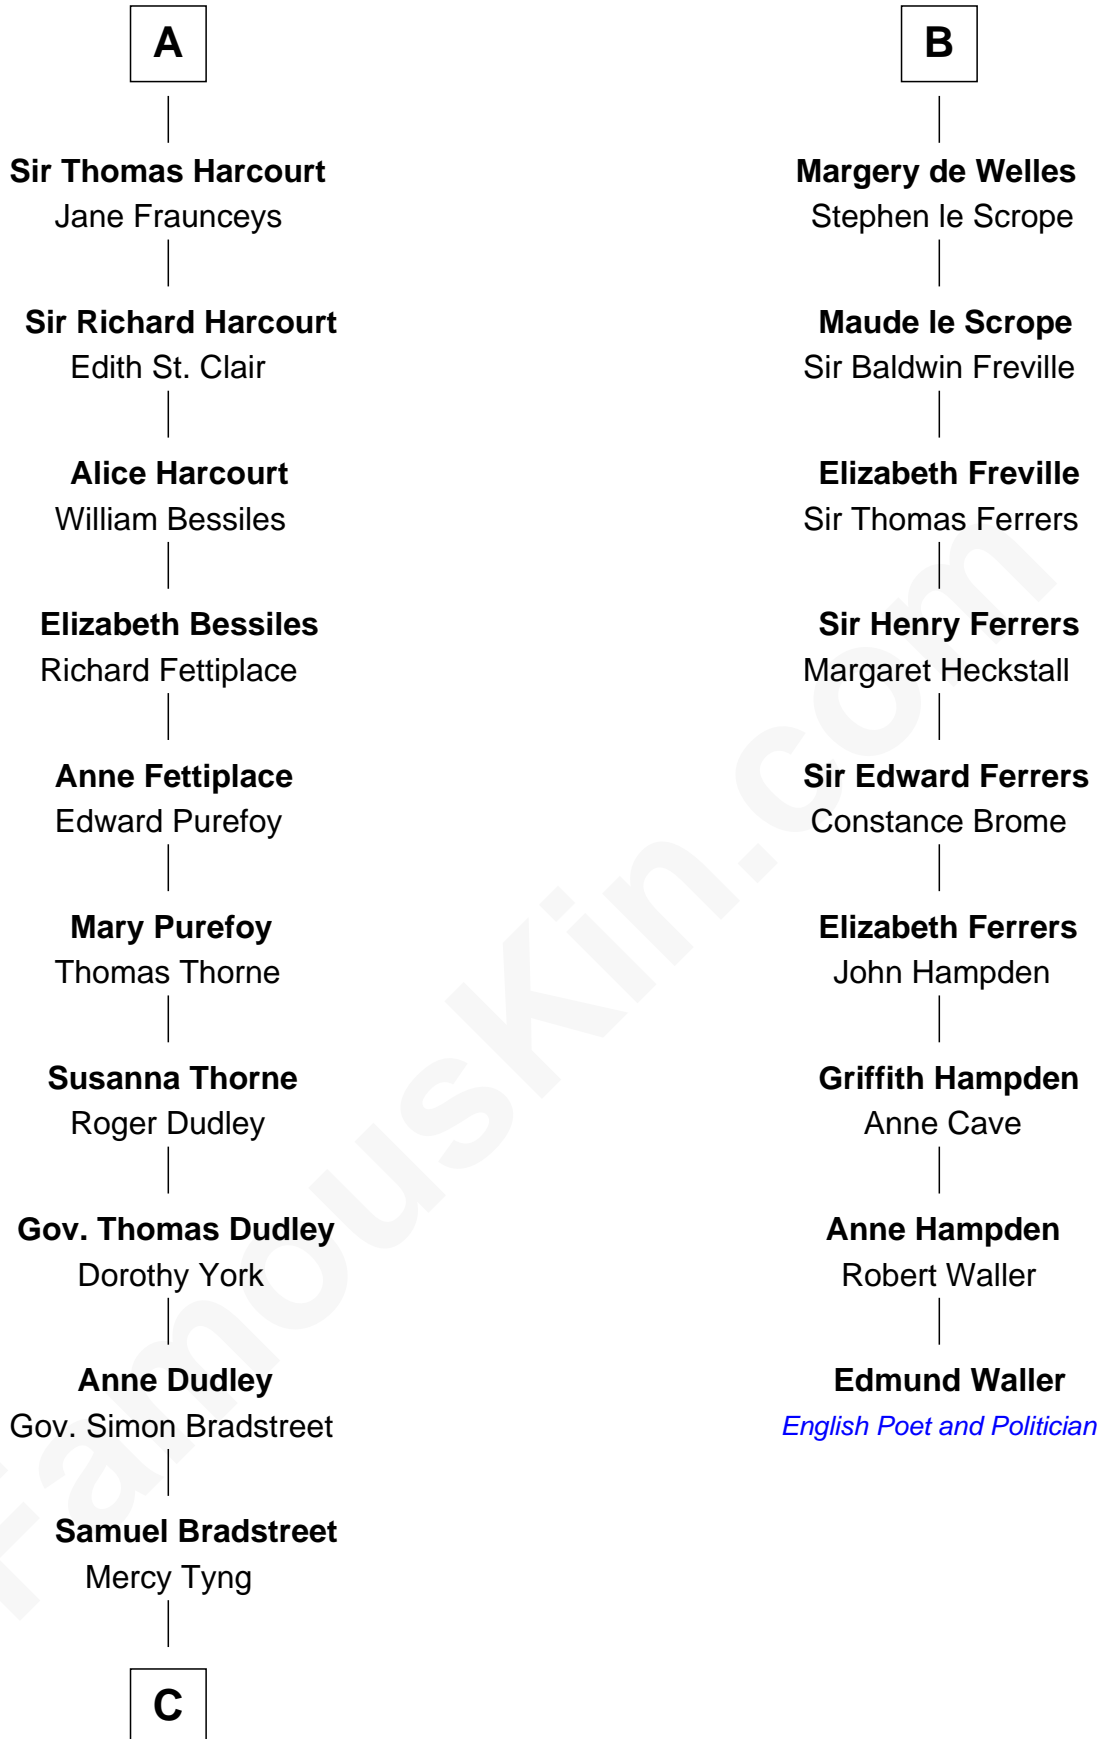 A
Sir Thomas Harcourt
Jane Fraunceys
Sir Richard Harcourt
Edith St. Clair
Alice Harcourt
William Bessiles
Elizabeth Bessiles
Richard Fettiplace
Anne Fettiplace
Edward Purefoy
Mary Purefoy
Thomas Thorne
Susanna Thorne
Roger Dudley
Gov. Thomas Dudley
Dorothy York
Anne Dudley
Gov. Simon Bradstreet
Samuel Bradstreet
Mercy Tyng
C
B
Margery de Welles
Stephen le Scrope
Maude le Scrope
Sir Baldwin Freville
Elizabeth Freville
Sir Thomas Ferrers
Sir Henry Ferrers
Margaret Heckstall
Sir Edward Ferrers
Constance Brome
Elizabeth Ferrers
John Hampden
Griffith Hampden
Anne Cave
Anne Hampden
Robert Waller
Edmund Waller
English Poet and Politician
FamousKin.com